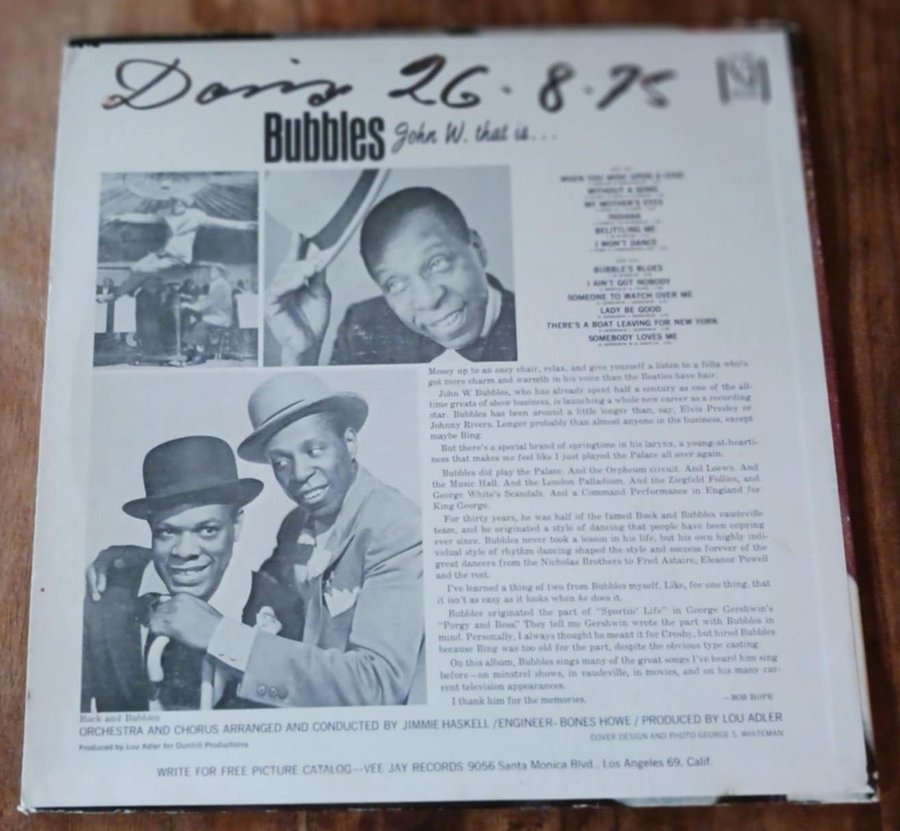 Doris 26.8.75
Bubbles John W. that is...
WHEN YOU WISH UPON A STAR
WITHOUT A SONG
MY MOTHER'S EYES
INDIANA
BELITTLING ME
I WON'T DANCE
BUBBLE'S BLUES
I AIN'T GOT NOBODY
SOMEONE TO WATCH OVER ME
LADY BE GOOD
THERE'S A BOAT LEAVING FOR NEW YORK
SOMEBODY LOVES ME
Mosey up to an easy chair, relax, and give yourself a listen to a fella who's
got more charm and warmth in his voice than the Beatles have hair.
John W. Bubbles, who has already spent half a century as one of the all-
time greats of show business, is launching a whole new career as a recording
star. Bubbles has been around a little longer than, say, Elvis Presley or
Johnny Rivers. Longer probably than almost anyone in the business, except
maybe Bing.
But there's a special brand of springtime in his larynx, a young-at-hearti-
ness that makes me feel like I just played the Palace all over again.
Bubbles did play the Palace. And the Orpheum circuit. And Loews. And
the Music Hall. And the London Palladium. And the Ziegfeld Follies, and
George White's Scandals. And a Command Performance in England for
King George.
For thirty years, he was half of the famed Buck and Bubbles vaudeville
team, and he originated a style of dancing that people have been copying
ever since. Bubbles never took a lesson in his life, but his own highly indi-
vidual style of rhythm dancing shaped the style and success forever of the
great dancers from the Nicholas Brothers to Fred Astaire, Eleanor Powell
and the rest.
I've learned a thing of two from Bubbles myself. Like, for one thing, that
it isn't as easy as it looks when he does it.
Bubbles originated the part of "Sportin' Life" in George Gershwin's
"Porgy and Bess." They tell me Gershwin wrote the part with Bubbles in
mind. Personally, I always thought he meant it for Crosby, but hired Bubbles
because Bing was too old for the part, despite the obvious type casting.
On this album, Bubbles sings many of the great songs I've heard him sing
before—on minstrel shows, in vaudeville, in movies, and on his many cur-
rent television appearances.
I thank him for the memories.
—BOB HOPE
Buck and Bubbles
ORCHESTRA AND CHORUS ARRANGED AND CONDUCTED BY JIMMIE HASKELL / ENGINEER- BONES HOWE / PRODUCED BY LOU ADLER
Produced by Lou Adler for Dunhill Productions
COVER DESIGN AND PHOTO GEORGE S. WHITEMAN
WRITE FOR FREE PICTURE CATALOG—VEE JAY RECORDS 9056 Santa Monica Blvd., Los Angeles 69, Calif.